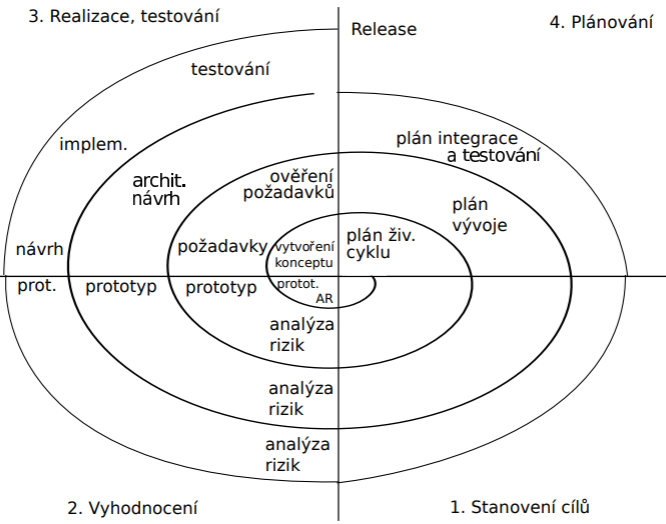 3. Realizace, testování
4. Plánování
Release
testování
implem.
plán integrace
a testování
archit.
návrh
ověření
požadavků
plán
vývoje
návrh
požadavky
vytvoření
konceptu
plán živ.
cyklu
prot.
prototyp
prototyp
protot.
AR
analýza
rizik
analýza
rizik
analýza
rizik
2. Vyhodnocení
1. Stanovení cílů